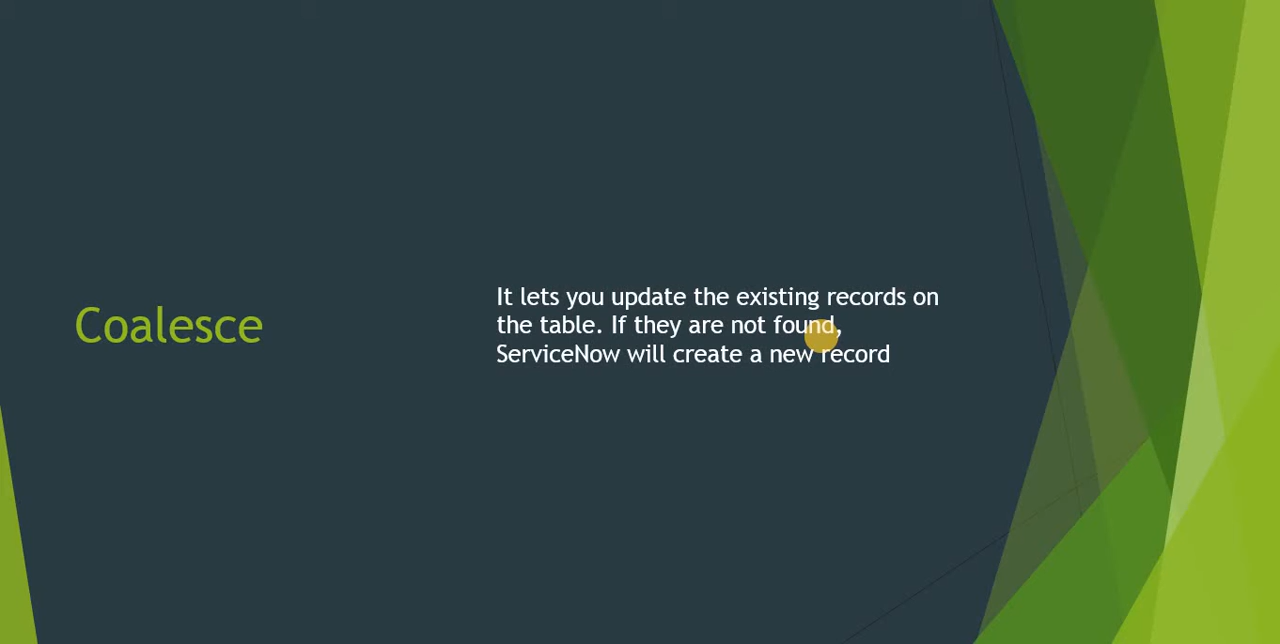 Coalesce
It lets you update the existing records on
the table. If they are not found,
ServiceNow will create a new record